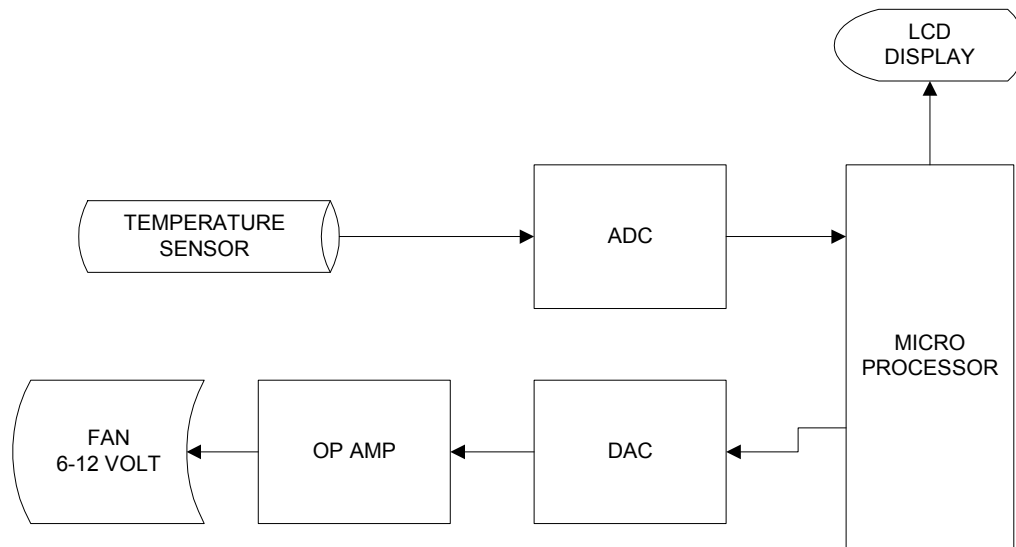 LCD
DISPLAY
TEMPERATURE
SENSOR
ADC
MICRO
PROCESSOR
FAN
6-12 VOLT
OP AMP
DAC